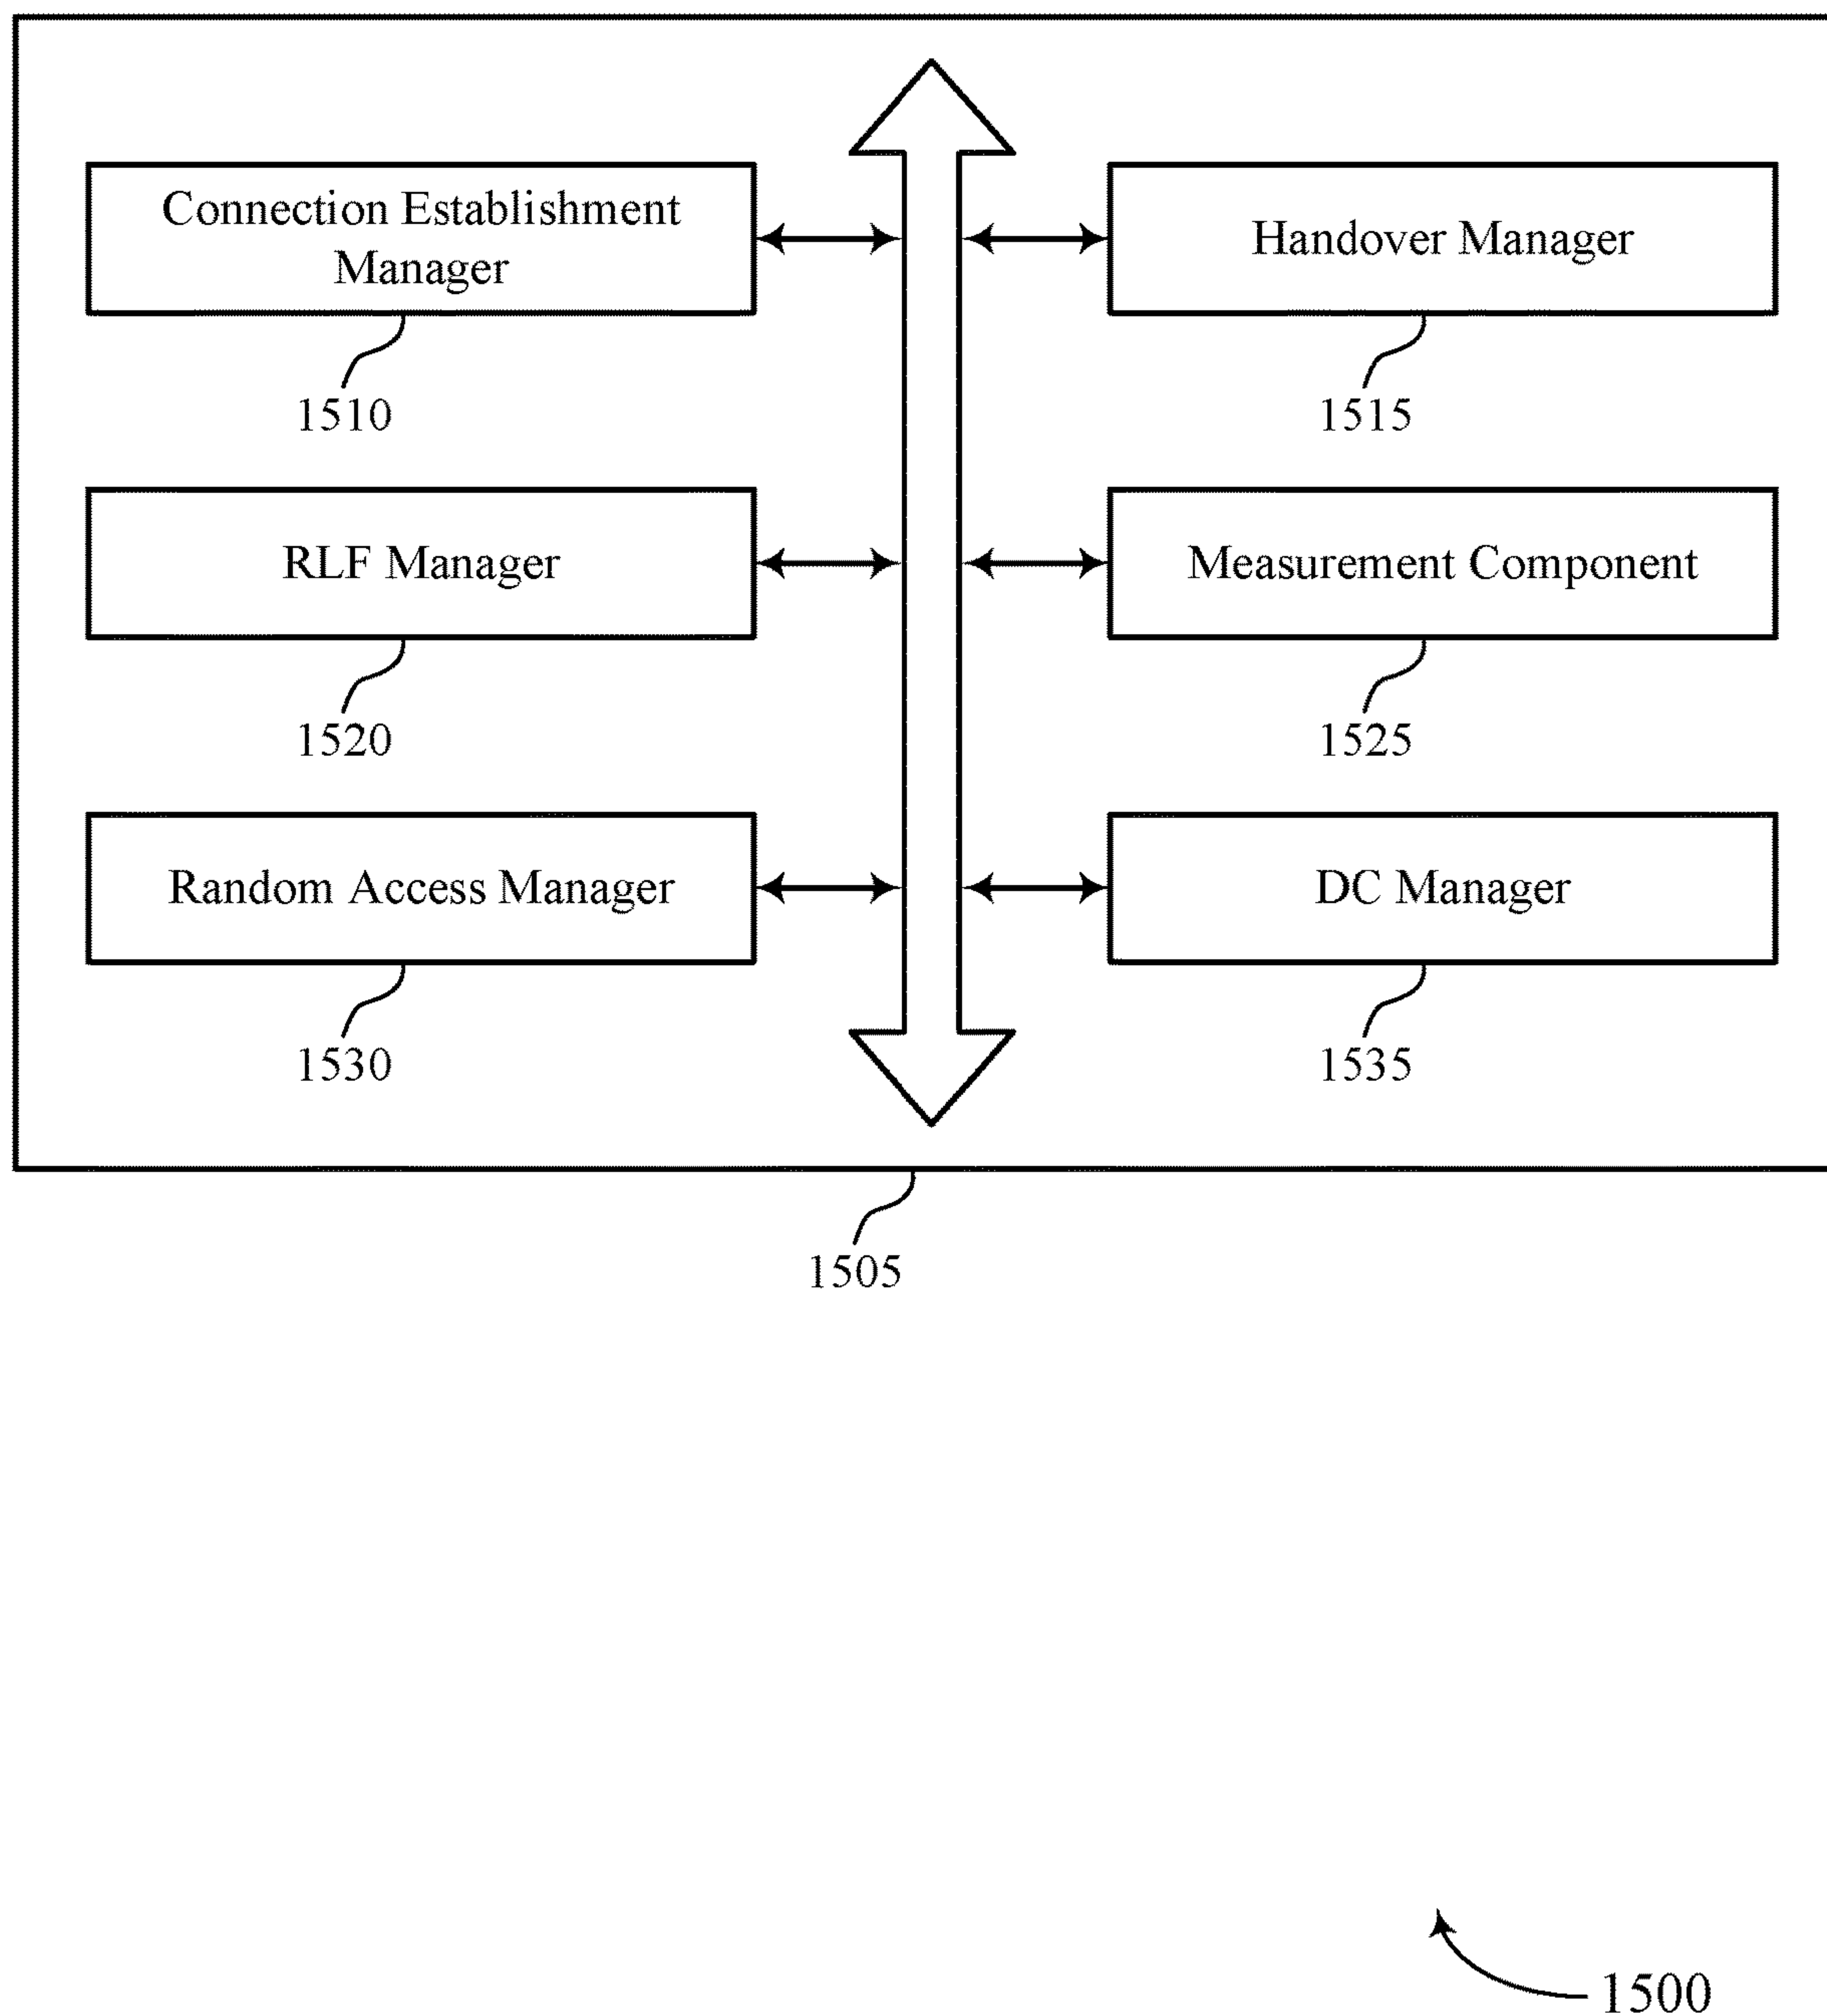 Connection Establishment
Manager
1510
Handover Manager
1515
RLF Manager
1520
Measurement Component
1525
Random Access Manager
1530
DC Manager
1535
1505
1500